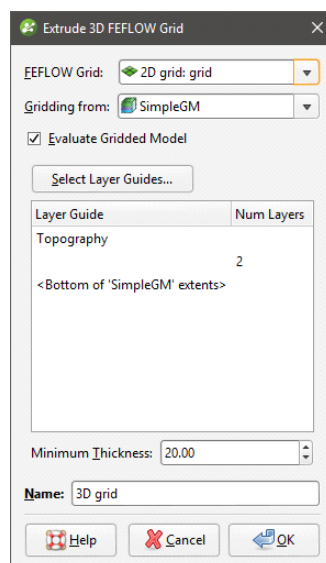 Extrude 3D FEFLOW Grid
FEFLOW Grid: 2D grid: grid
Gridding from: SimpleGM
Evaluate Gridded Model
Select Layer Guides...
Layer Guide Num Layers
Topography
2
<Bottom of 'SimpleGM' extents>
Minimum Thickness: 20.00
Name: 3D grid
Help Cancel OK